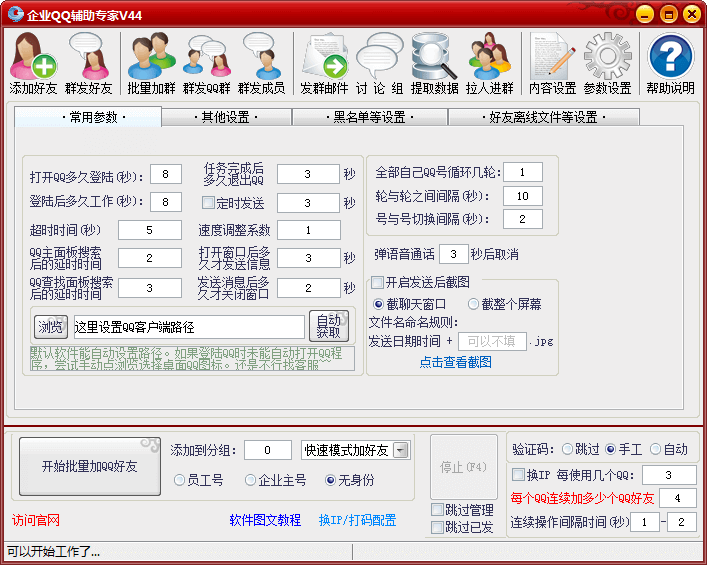 企业QQ辅助专家V44
添加好友 群发好友 批量加群 群发QQ群 群发成员 发群邮件 讨 论 组 提取数据 拉人进群 内容设置 参数设置 帮助说明
·常用参数· ·其他设置· ·黑名单等设置· ·好友离线文件等设置·
打开QQ多久登陆(秒): 8
登陆后多久工作(秒): 8
超时时间(秒) 5
QQ主面板搜索
后的延时时间 2
QQ查找面板搜索
后的延时时间 3
任务完成后
多久退出QQ 3 秒
定时发送 3 秒
速度调整系数 1
打开窗口后多
久才发送信息 3 秒
发送消息后多
久才关闭窗口 2 秒
浏览 这里设置QQ客户端路径 自动
获取
默认软件能自动设置路径。如果登陆QQ时未能自动打开QQ程
序，尝试手动点浏览选择桌面QQ图标。还是不行找客服~~
全部自己QQ号循环几轮: 1
轮与轮之间间隔(秒): 10
号与号切换间隔(秒): 2
弹语音通话 3 秒后取消
开启发送后截图
截聊天窗口 截整个屏幕
文件名命名规则:
发送日期时间 + 可以不填 .jpg
点击查看截图
开始批量加QQ好友
添加到分组: 0 快速模式加好友
员工号 企业主号 无身份
访问官网 软件图文教程 换IP/打码配置
停止(F4)
跳过管理
跳过已发
验证码: 跳过 手工 自动
换IP 每使用几个QQ: 3
每个QQ连续加多少个QQ好友 4
连续操作间隔时间(秒) 1 - 2
可以开始工作了...